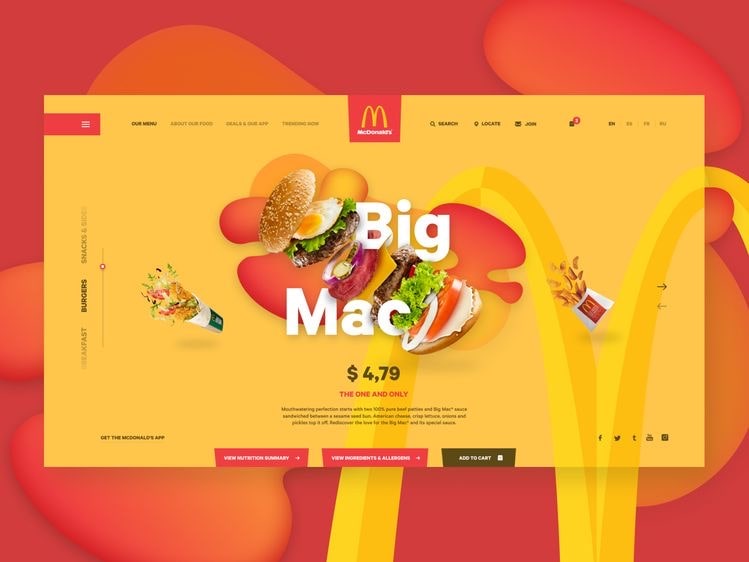 OUR MENU
ABOUT OUR FOOD
DEALS & OUR APP
TRENDING NOW
McDonald's
SEARCH
LOCATE
JOIN
3
EN
ES
FR
RU
SNACKS & SIDES
BURGERS
BREAKFAST
Big
Mac
$ 4,79
THE ONE AND ONLY
Mouthwatering perfection starts with two 100% pure beef patties and Big Mac® sauce
sandwiched between a sesame seed bun. American cheese, crisp lettuce, onions and
pickles top it off. Rediscover the love for the Big Mac® and its special sauce.
GET THE MCDONALD'S APP
VIEW NUTRITION SUMMARY
VIEW INGREDIENTS & ALLERGENS
ADD TO CART